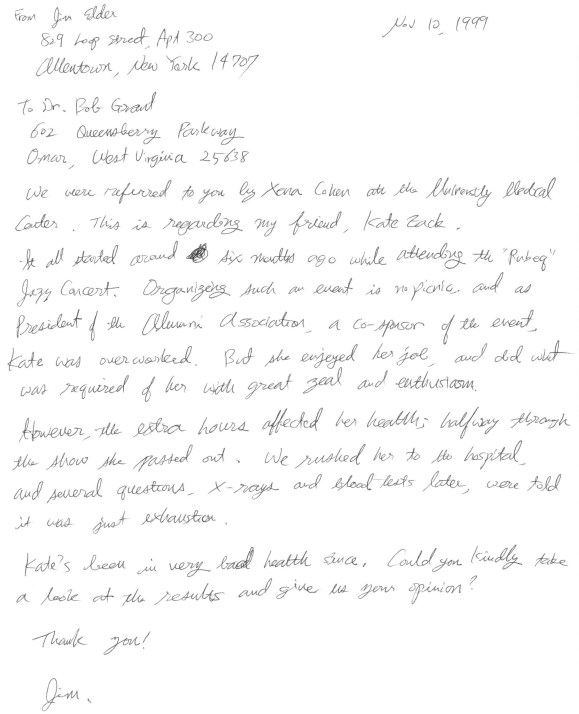 From Jim Elder
Nov 10, 1999
829 Loop street, Apt 300
Allentown, New York 14707
To Dr. Bob Grant
602 Queensberry Parkway
Omar, West Virginia 25638
We were referred to you by Xena Cohen at the University Medical
Center. This is regarding my friend, Kate Zack.
It all started around six months ago while attending the "Rubeq"
Jazz Concert. Organizing such an event is no picnic, and as
President of the Alumni Association, a co-sponsor of the event,
Kate was overworked. But she enjoyed her job, and did what
was required of her with great zeal and enthusiasm.
However, the extra hours affected her health; halfway through
the show she passed out. We rushed her to the hospital,
and several questions, x-rays and blood tests later, were told
it was just exhaustion.
Kate's been in very bad health since. Could you kindly take
a look at the results and give us your opinion?
Thank you!
Jim.